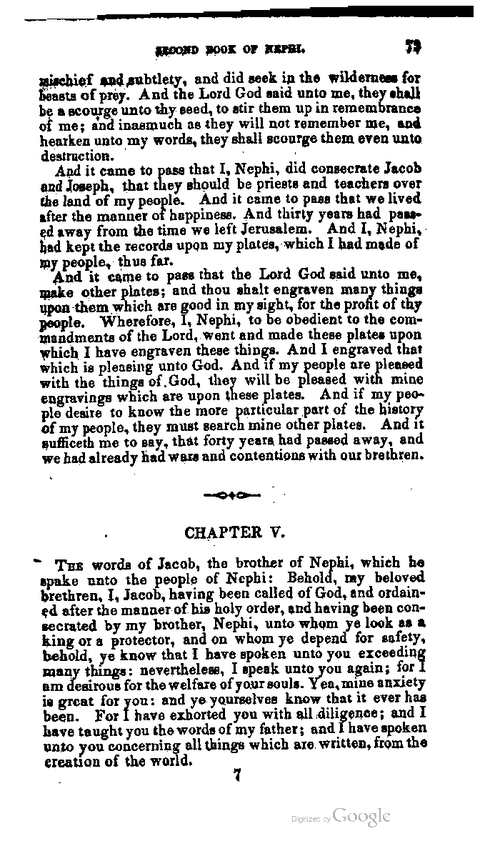 SECOND BOOK OF NEPHI. 73
mischief and subtlety, and did seek in the wilderness for
beasts of prey. And the Lord God said unto me, they shall
be a scourge unto thy seed, to stir them up in remembrance
of me; and inasmuch as they will not remember me, and
hearken unto my words, they shall scourge them even unto
destruction.
And it came to pass that I, Nephi, did consecrate Jacob
and Joseph, that they should be priests and teachers over
the land of my people. And it came to pass that we lived
after the manner of happiness. And thirty years had pass-
ed away from the time we left Jerusalem. And I, Nephi,
had kept the records upon my plates, which I had made of
my people, thus far.
And it came to pass that the Lord God said unto me,
make other plates; and thou shalt engraven many things
upon them which are good in my sight, for the profit of thy
people. Wherefore, I, Nephi, to be obedient to the com-
mandments of the Lord, went and made these plates upon
which I have engraven these things. And I engraved that
which is pleasing unto God. And if my people are pleased
with the things of God, they will be pleased with mine
engravings which are upon these plates. And if my peo-
ple desire to know the more particular part of the history
of my people, they must search mine other plates. And it
sufficeth me to say, that forty years had passed away, and
we had already had wars and contentions with our brethren.
CHAPTER V.
THE words of Jacob, the brother of Nephi, which he
spake unto the people of Nephi: Behold, my beloved
brethren, I, Jacob, having been called of God, and ordain-
ed after the manner of his holy order, and having been con-
secrated by my brother, Nephi, unto whom ye look as a
king or a protector, and on whom ye depend for safety,
behold, ye know that I have spoken unto you exceeding
many things: nevertheless, I speak unto you again; for I
am desirous for the welfare of your souls. Yea, mine anxiety
is great for you: and ye yourselves know that it ever has
been. For I have exhorted you with all diligence; and I
have taught you the words of my father; and I have spoken
unto you concerning all things which are written, from the
creation of the world.
7
Digitized by Google